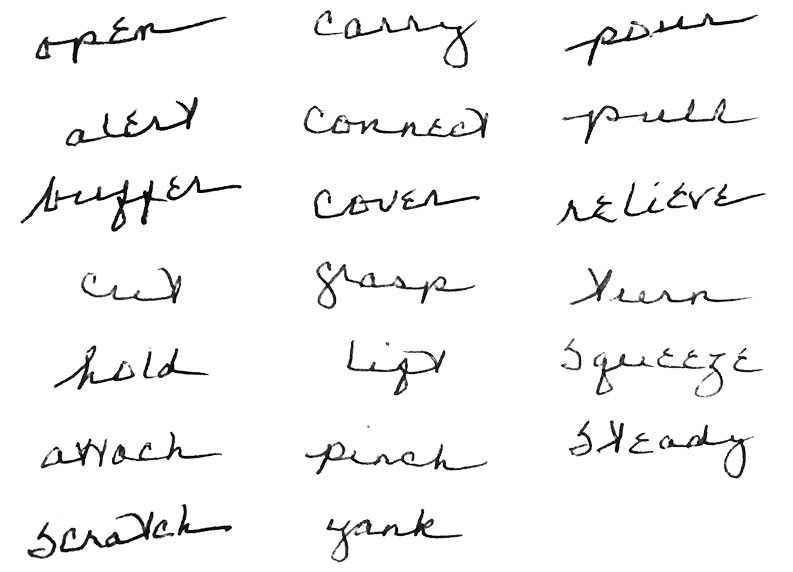 open carry pour
alert connect pull
buffer cover relieve
cut grasp turn
hold lift squeeze
attach pinch steady
scratch yank